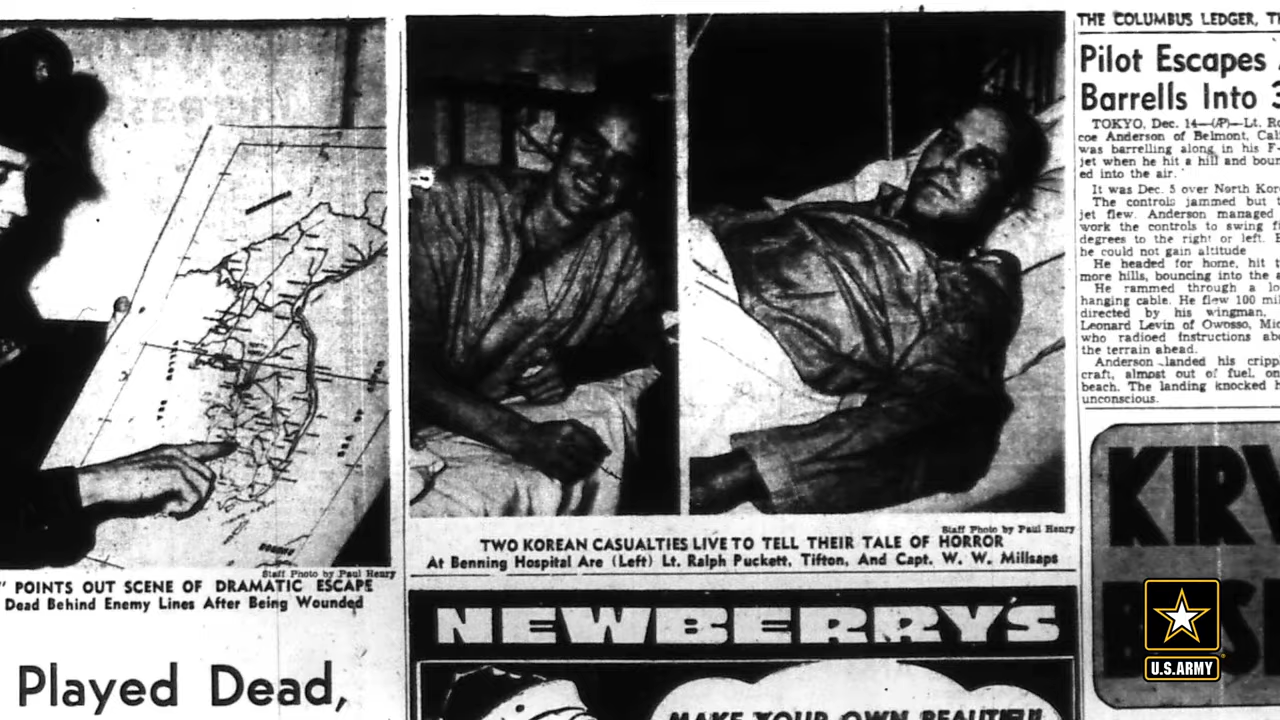 Staff Photo by Paul Henry
" POINTS OUT SCENE OF DRAMATIC ESCAPE
Dead Behind Enemy Lines After Being Wounded
Played Dead,
Staff Photo by Paul Henry
TWO KOREAN CASUALTIES LIVE TO TELL THEIR TALE OF HORROR
At Benning Hospital Are (Left) Lt. Ralph Puckett, Tifton, And Capt. W. W. Millsaps
NEWBERRY'S
MAKE YOUR OWN BEAUTIFUL
THE COLUMBUS LEDGER, T
Pilot Escapes
Barrells Into 3
TOKYO, Dec. 14—(AP)—Lt. Ro
coe Anderson of Belmont, Cal
was barrelling along in his F-
jet when he hit a hill and boun
ed into the air.
It was Dec. 5 over North Kor
The controls jammed but t
jet flew. Anderson managed
work the controls to swing f
degrees to the right or left.
he could not gain altitude
He headed for home, hit t
more hills, bouncing into the a
He rammed through a lo
hanging cable. He flew 100 mil
directed by his wingman,
Leonard Levin of Owosso, Mic
who radioed instructions abo
the terrain ahead.
Anderson landed his cripp
craft, almost out of fuel, on
beach. The landing knocked h
unconscious.
KIRV
U.S.ARMY